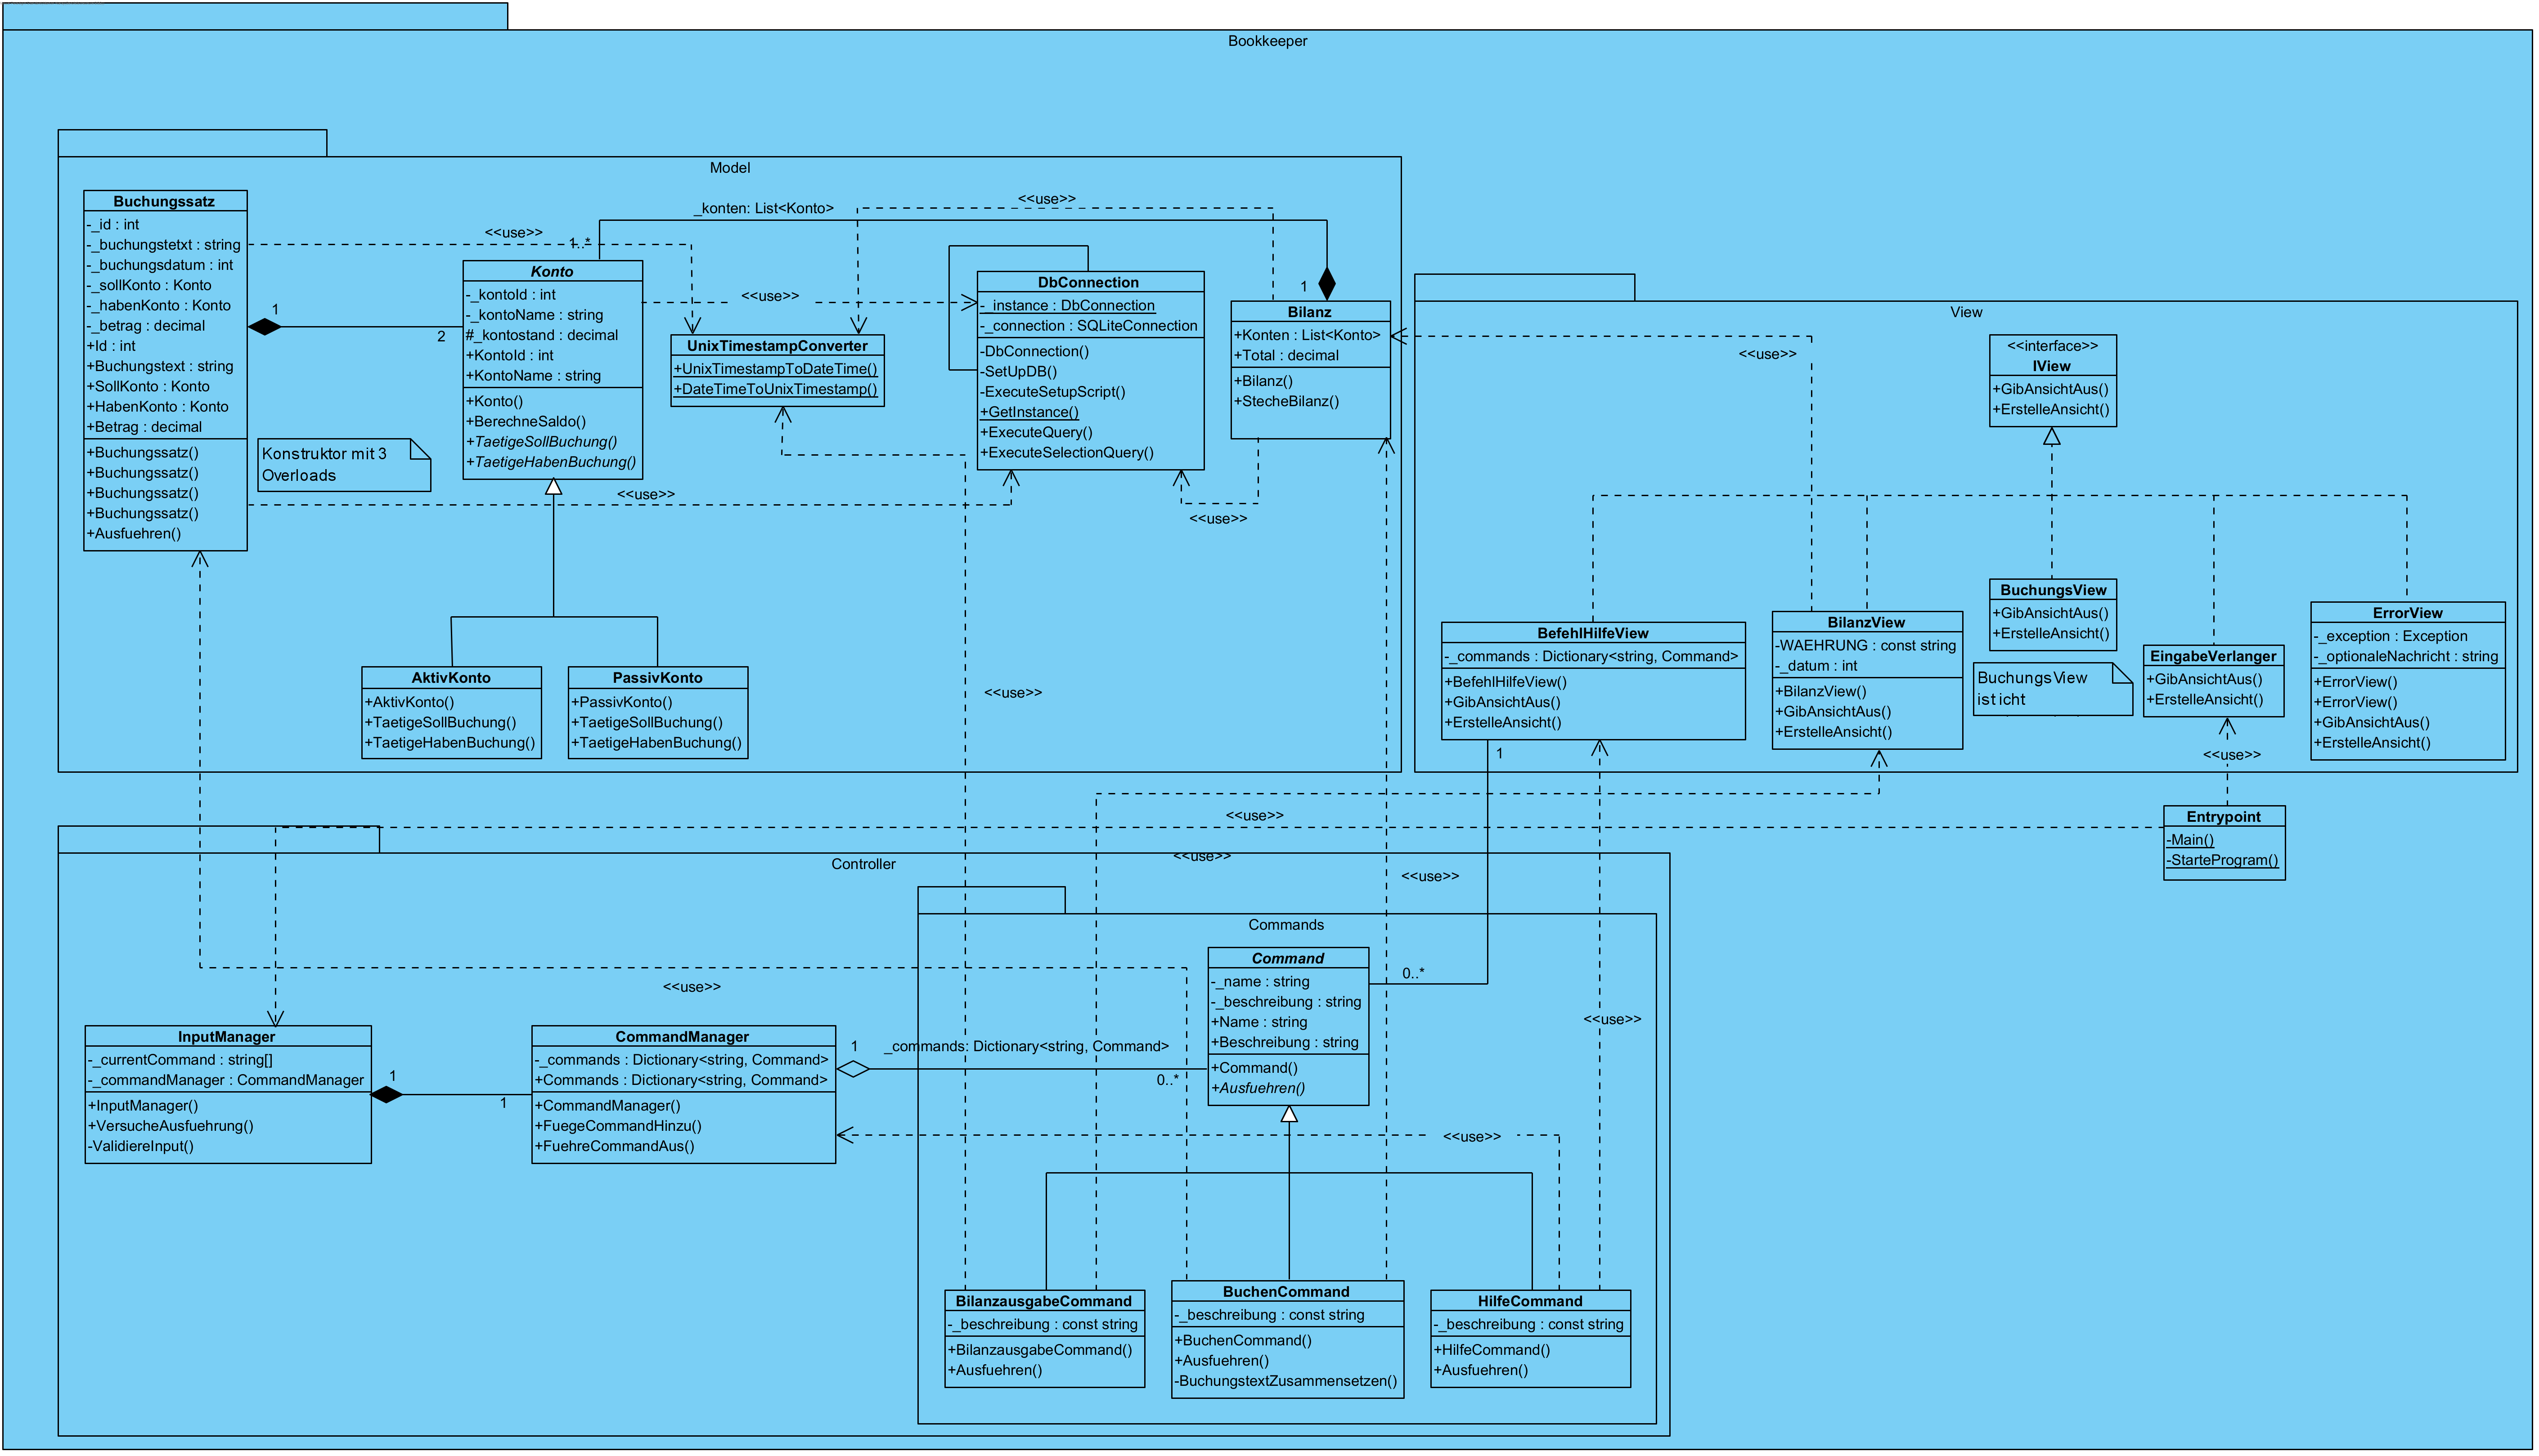 Bookkeeper
Model
Buchungssatz
-_id : int
-_buchungstetxt : string
-_buchungsdatum : int
-_sollKonto : Konto
-_habenKonto : Konto
-_betrag : decimal
+Id : int
+Buchungstext : string
+SollKonto : Konto
+HabenKonto : Konto
+Betrag : decimal
+Buchungssatz()
+Buchungssatz()
+Buchungssatz()
+Buchungssatz()
+Ausfuehren()
Konstruktor mit 3
Overloads
1
2
<<use>>
1..*
_konten: List<Konto>
<<use>>
Konto
-_kontoId : int
-_kontoName : string
#_kontostand : decimal
+KontoId : int
+KontoName : string
+Konto()
+BerechneSaldo()
+TaetigeSollBuchung()
+TaetigeHabenBuchung()
<<use>>
<<use>>
UnixTimestampConverter
+UnixTimestampToDateTime()
+DateTimeToUnixTimestamp()
DbConnection
-_instance : DbConnection
-_connection : SQLiteConnection
-DbConnection()
-SetUpDB()
-ExecuteSetupScript()
+GetInstance()
+ExecuteQuery()
+ExecuteSelectionQuery()
1
Bilanz
+Konten : List<Konto>
+Total : decimal
+Bilanz()
+StecheBilanz()
<<use>>
AktivKonto
+AktivKonto()
+TaetigeSollBuchung()
+TaetigeHabenBuchung()
PassivKonto
+PassivKonto()
+TaetigeSollBuchung()
+TaetigeHabenBuchung()
<<use>>
View
<<use>>
<<interface>>
IView
+GibAnsichtAus()
+ErstelleAnsicht()
BefehlHilfeView
-_commands : Dictionary<string, Command>
+BefehlHilfeView()
+GibAnsichtAus()
+ErstelleAnsicht()
BilanzView
-WAEHRUNG : const string
-_datum : int
+BilanzView()
+GibAnsichtAus()
+ErstelleAnsicht()
BuchungsView
+GibAnsichtAus()
+ErstelleAnsicht()
BuchungsView
ist icht
EingabeVerlanger
+GibAnsichtAus()
+ErstelleAnsicht()
ErrorView
-_exception : Exception
-_optionaleNachricht : string
+ErrorView()
+ErrorView()
+GibAnsichtAus()
+ErstelleAnsicht()
1
<<use>>
Entrypoint
-Main()
-StarteProgram()
<<use>>
<<use>>
<<use>>
Controller
Commands
<<use>>
Command
-_name : string
-_beschreibung : string
+Name : string
+Beschreibung : string
+Command()
+Ausfuehren()
0..*
<<use>>
InputManager
-_currentCommand : string[]
-_commandManager : CommandManager
+InputManager()
+VersucheAusfuehrung()
-ValidiereInput()
1
1
CommandManager
-_commands : Dictionary<string, Command>
+Commands : Dictionary<string, Command>
+CommandManager()
+FuegeCommandHinzu()
+FuehreCommandAus()
1
_commands: Dictionary<string, Command>
0..*
<<use>>
BilanzausgabeCommand
-_beschreibung : const string
+BilanzausgabeCommand()
+Ausfuehren()
BuchenCommand
-_beschreibung : const string
+BuchenCommand()
+Ausfuehren()
-BuchungstextZusammensetzen()
HilfeCommand
-_beschreibung : const string
+HilfeCommand()
+Ausfuehren()